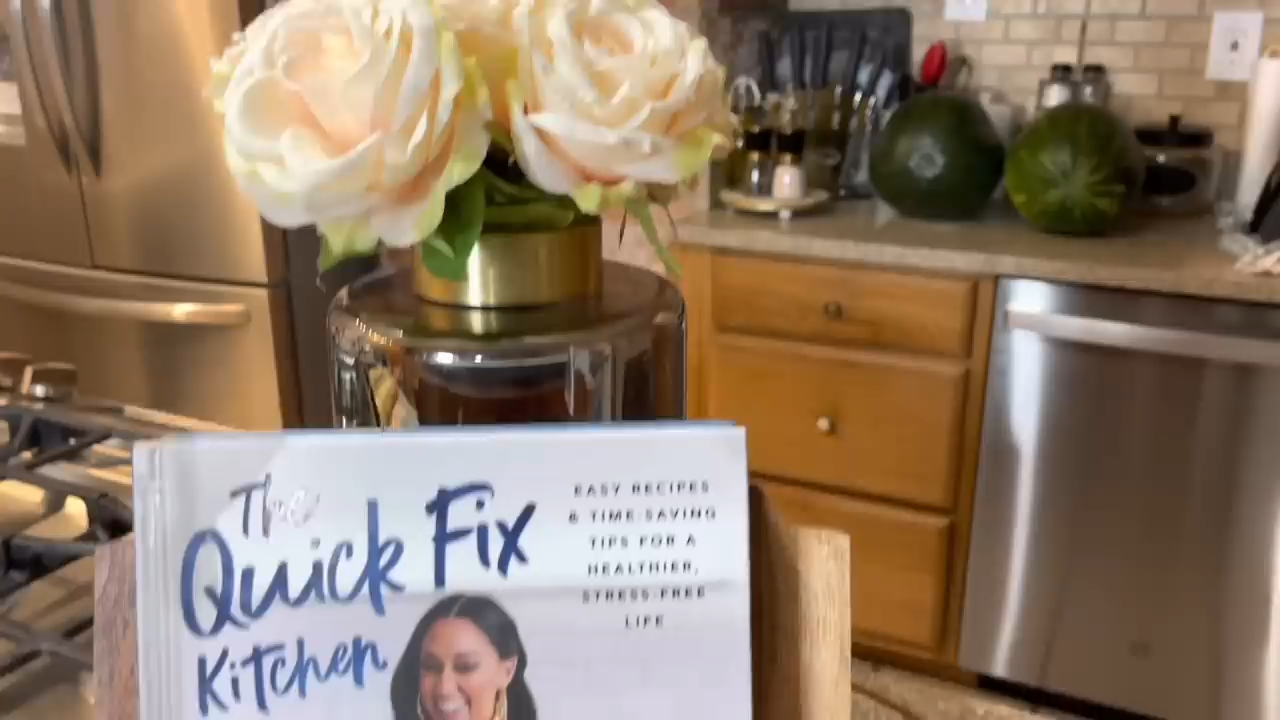 The
Quick Fix
Kitchen
EASY RECIPES
& TIME-SAVING
TIPS FOR A
HEALTHIER,
STRESS-FREE
LIFE